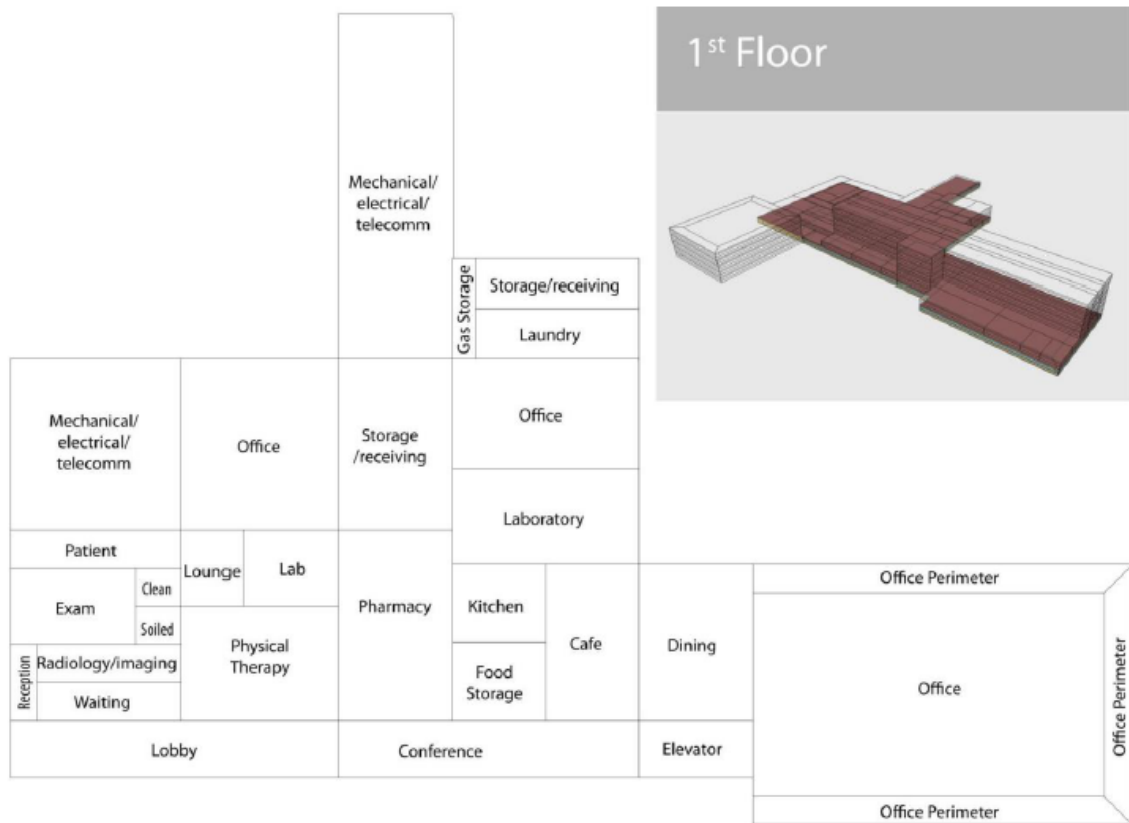 1st Floor
Mechanical/
electrical/
telecomm
Gas Storage
Storage/receiving
Laundry
Mechanical/
electrical/
telecomm
Office
Storage
/receiving
Office
Laboratory
Patient
Lounge
Lab
Clean
Exam
Soiled
Pharmacy
Kitchen
Cafe
Dining
Office Perimeter
Office
Office Perimeter
Physical
Therapy
Reception
Radiology/imaging
Waiting
Food
Storage
Lobby
Conference
Elevator
Office Perimeter